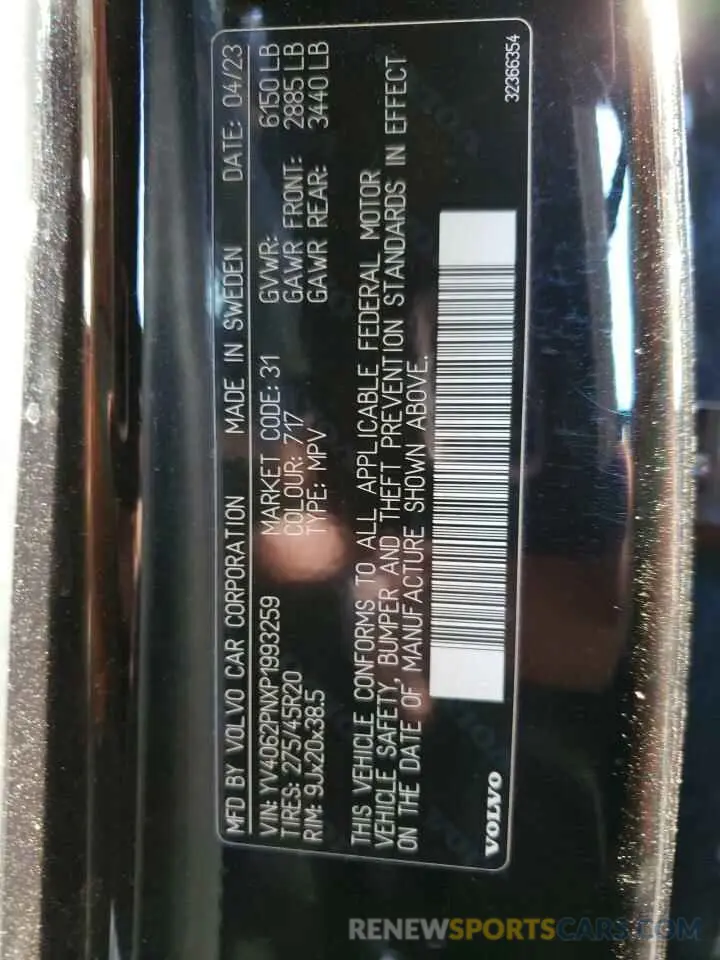 MFD BY VOLVO CAR CORPORATION MADE IN SWEDEN DATE: 04/23
VIN: YV4062PNXP1993259 MARKET CODE: 31 GVWR: 6150 LB
TIRES: 275/45R20 COLOUR: 717 GAWR FRONT: 2885 LB
RIM: 9Jx20x38.5 TYPE: MPV GAWR REAR: 3440 LB
THIS VEHICLE CONFORMS TO ALL APPLICABLE FEDERAL MOTOR
VEHICLE SAFETY, BUMPER AND THEFT PREVENTION STANDARDS IN EFFECT
ON THE DATE OF MANUFACTURE SHOWN ABOVE.
VOLVO 32366354
RENEWSPORTSCARS.COM